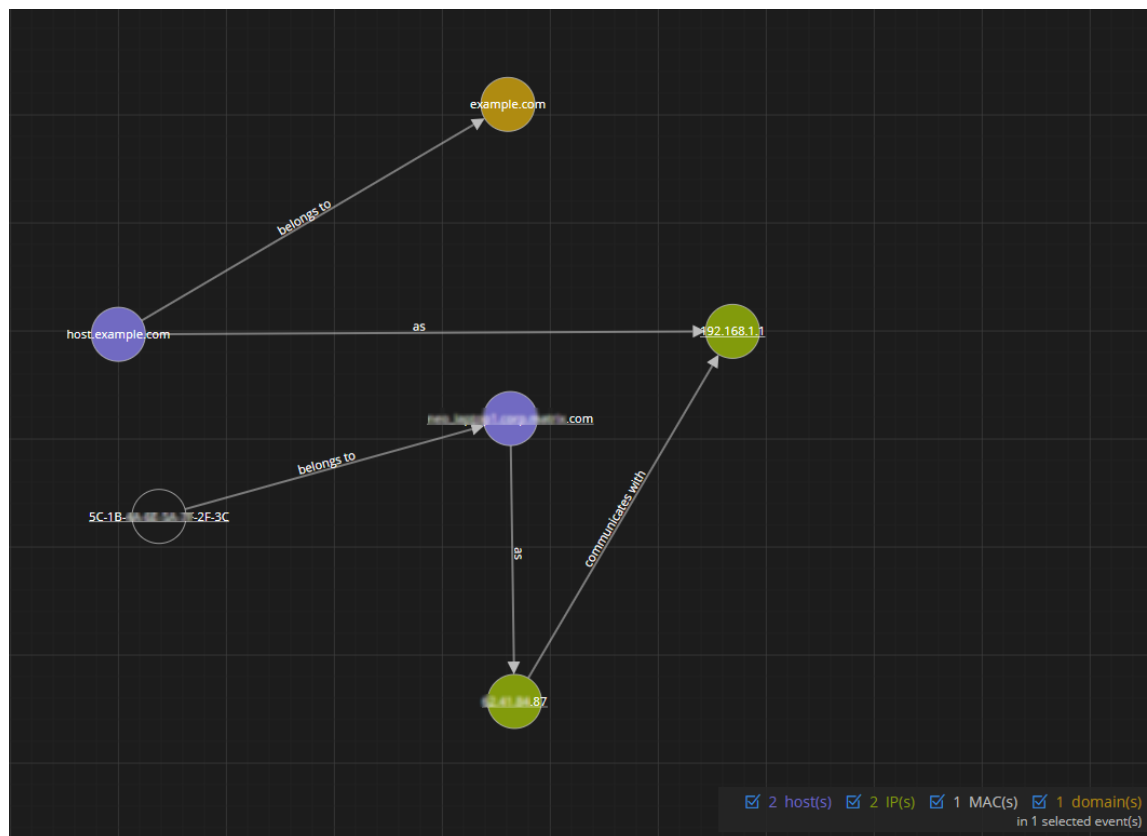 example.com
belongs to
host.example.com
as
192.168.1.1
.com
belongs to
5C-1B- -2F-3C
as
communicates with
.87
2 host(s) 2 IP(s) 1 MAC(s) 1 domain(s)
in 1 selected event(s)